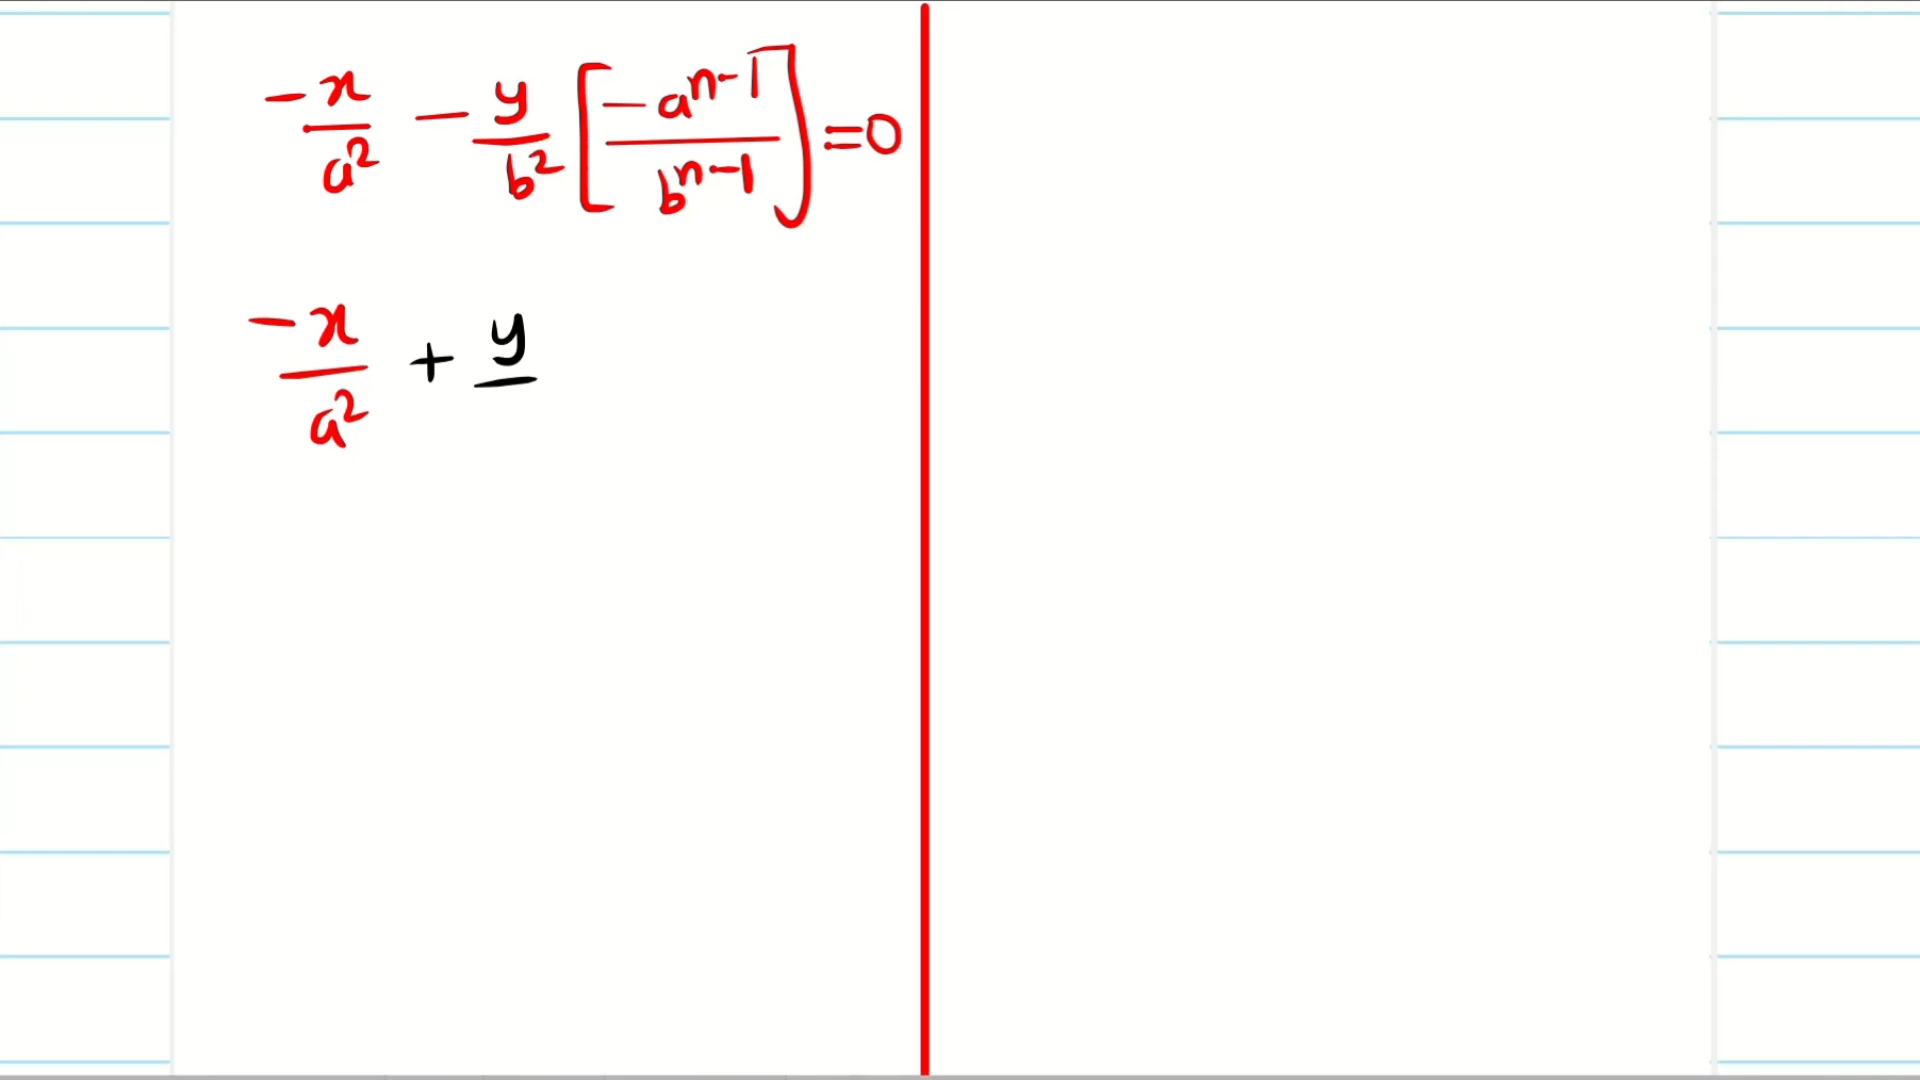 -x/a² - y/b² [-aⁿ⁻¹/bⁿ⁻¹] = 0
-x/a² + y